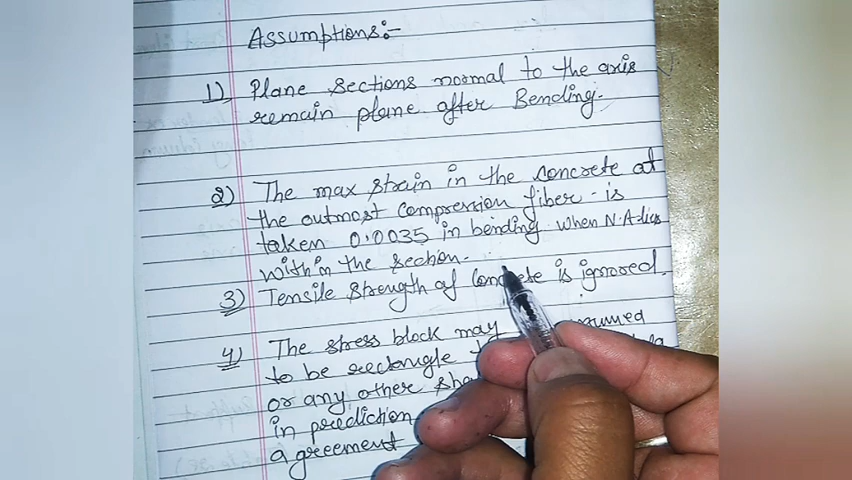 Assumptions:-
1) Plane sections normal to the axis
remain plane after Bending.
2) The max strain in the concrete at
the outmost compression fiber is
taken 0.0035 in bending when N.A lies
within the section.
3) Tensile strength of concrete is ignored.
4) The stress block may
to be rectangle
or any other
in prediction
agreement